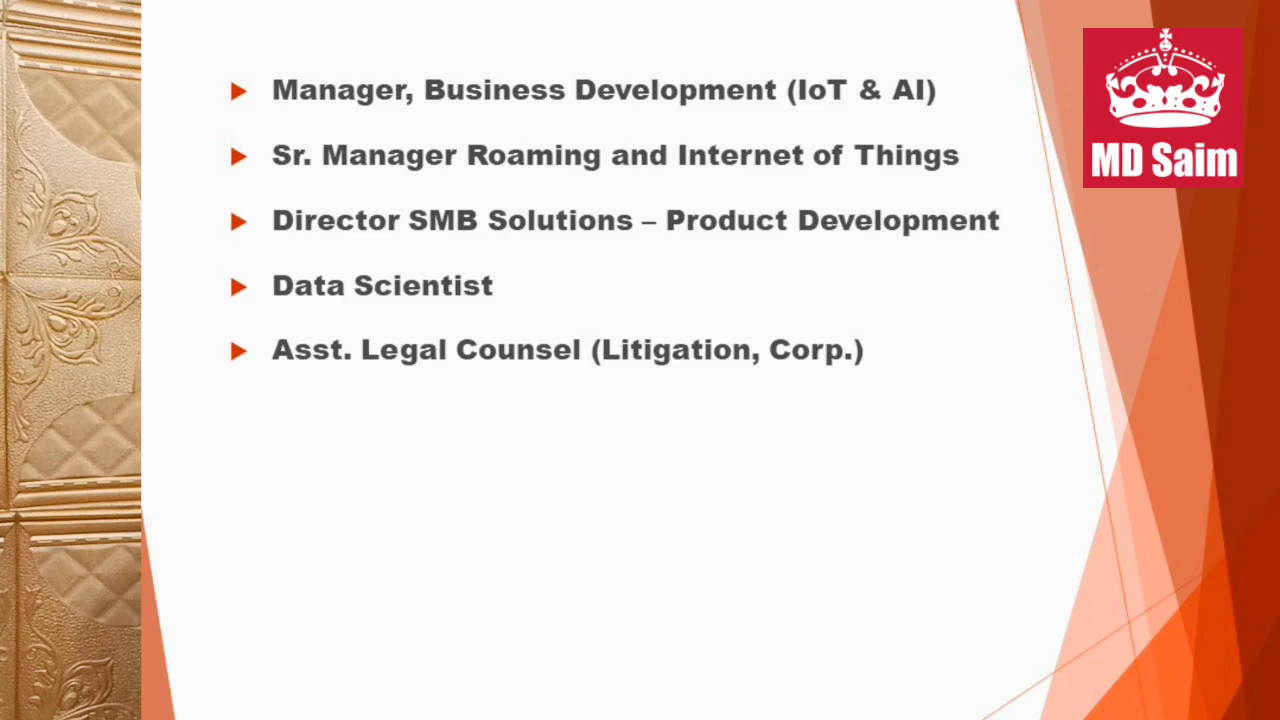 Manager, Business Development (IoT & AI)
Sr. Manager Roaming and Internet of Things
Director SMB Solutions – Product Development
Data Scientist
Asst. Legal Counsel (Litigation, Corp.)
MD Saim